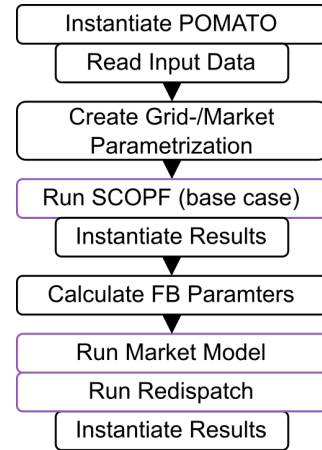 Instantiate POMATO
Read Input Data
Create Grid-/Market
Parametrization
Run SCOPF (base case)
Instantiate Results
Calculate FB Paramters
Run Market Model
Run Redispatch
Instantiate Results